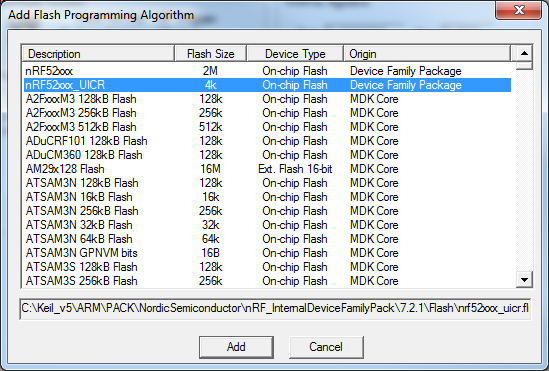 Add Flash Programming Algorithm
Description Flash Size Device Type Origin
nRF52xxx 2M On-chip Flash Device Family Package
nRF52xxx_UICR 4k On-chip Flash Device Family Package
A2FxxxM3 128kB Flash 128k On-chip Flash MDK Core
A2FxxxM3 256kB Flash 256k On-chip Flash MDK Core
A2FxxxM3 512kB Flash 512k On-chip Flash MDK Core
ADuCRF101 128kB Flash 128k On-chip Flash MDK Core
ADuCM360 128kB Flash 128k On-chip Flash MDK Core
AM29x128 Flash 16M Ext. Flash 16-bit MDK Core
ATSAM3N 128kB Flash 128k On-chip Flash MDK Core
ATSAM3N 16kB Flash 16k On-chip Flash MDK Core
ATSAM3N 256kB Flash 256k On-chip Flash MDK Core
ATSAM3N 32kB Flash 32k On-chip Flash MDK Core
ATSAM3N 64kB Flash 64k On-chip Flash MDK Core
ATSAM3N GPNVM bits 16B On-chip Flash MDK Core
ATSAM3S 128kB Flash 128k On-chip Flash MDK Core
ATSAM3S 256kB Flash 256k On-chip Flash MDK Core
C:\Keil_v5\ARM\PACK\NordicSemiconductor\nRF_InternalDeviceFamilyPack\7.2.1\Flash\nrf52xxx_uicr.fl
Add Cancel